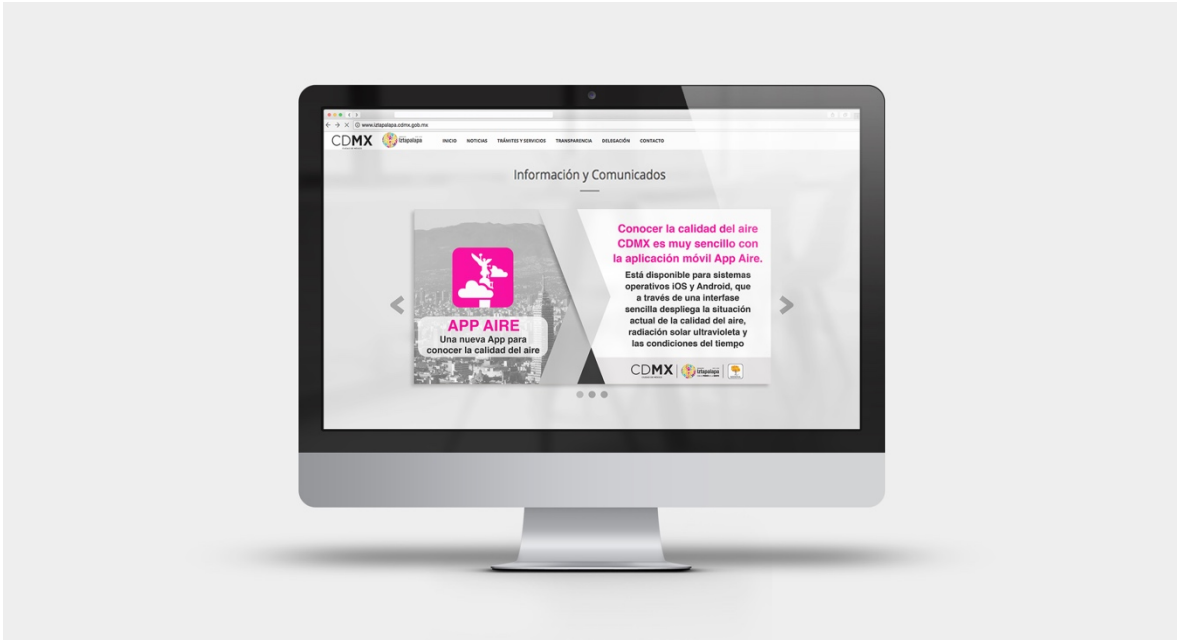 www.iztapalapa.cdmx.gob.mx
CDMX iztapalapa INICIO NOTICIAS TRÁMITES Y SERVICIOS TRANSPARENCIA DELEGACIÓN CONTACTO
Información y Comunicados
APP AIRE
Una nueva App para
conocer la calidad del aire
Conocer la calidad del aire
CDMX es muy sencillo con
la aplicación móvil App Aire.
Está disponible para sistemas
operativos iOS y Android, que
a través de una interfase
sencilla despliega la situación
actual de la calidad del aire,
radiación solar ultravioleta y
las condiciones del tiempo
CDMX iztapalapa